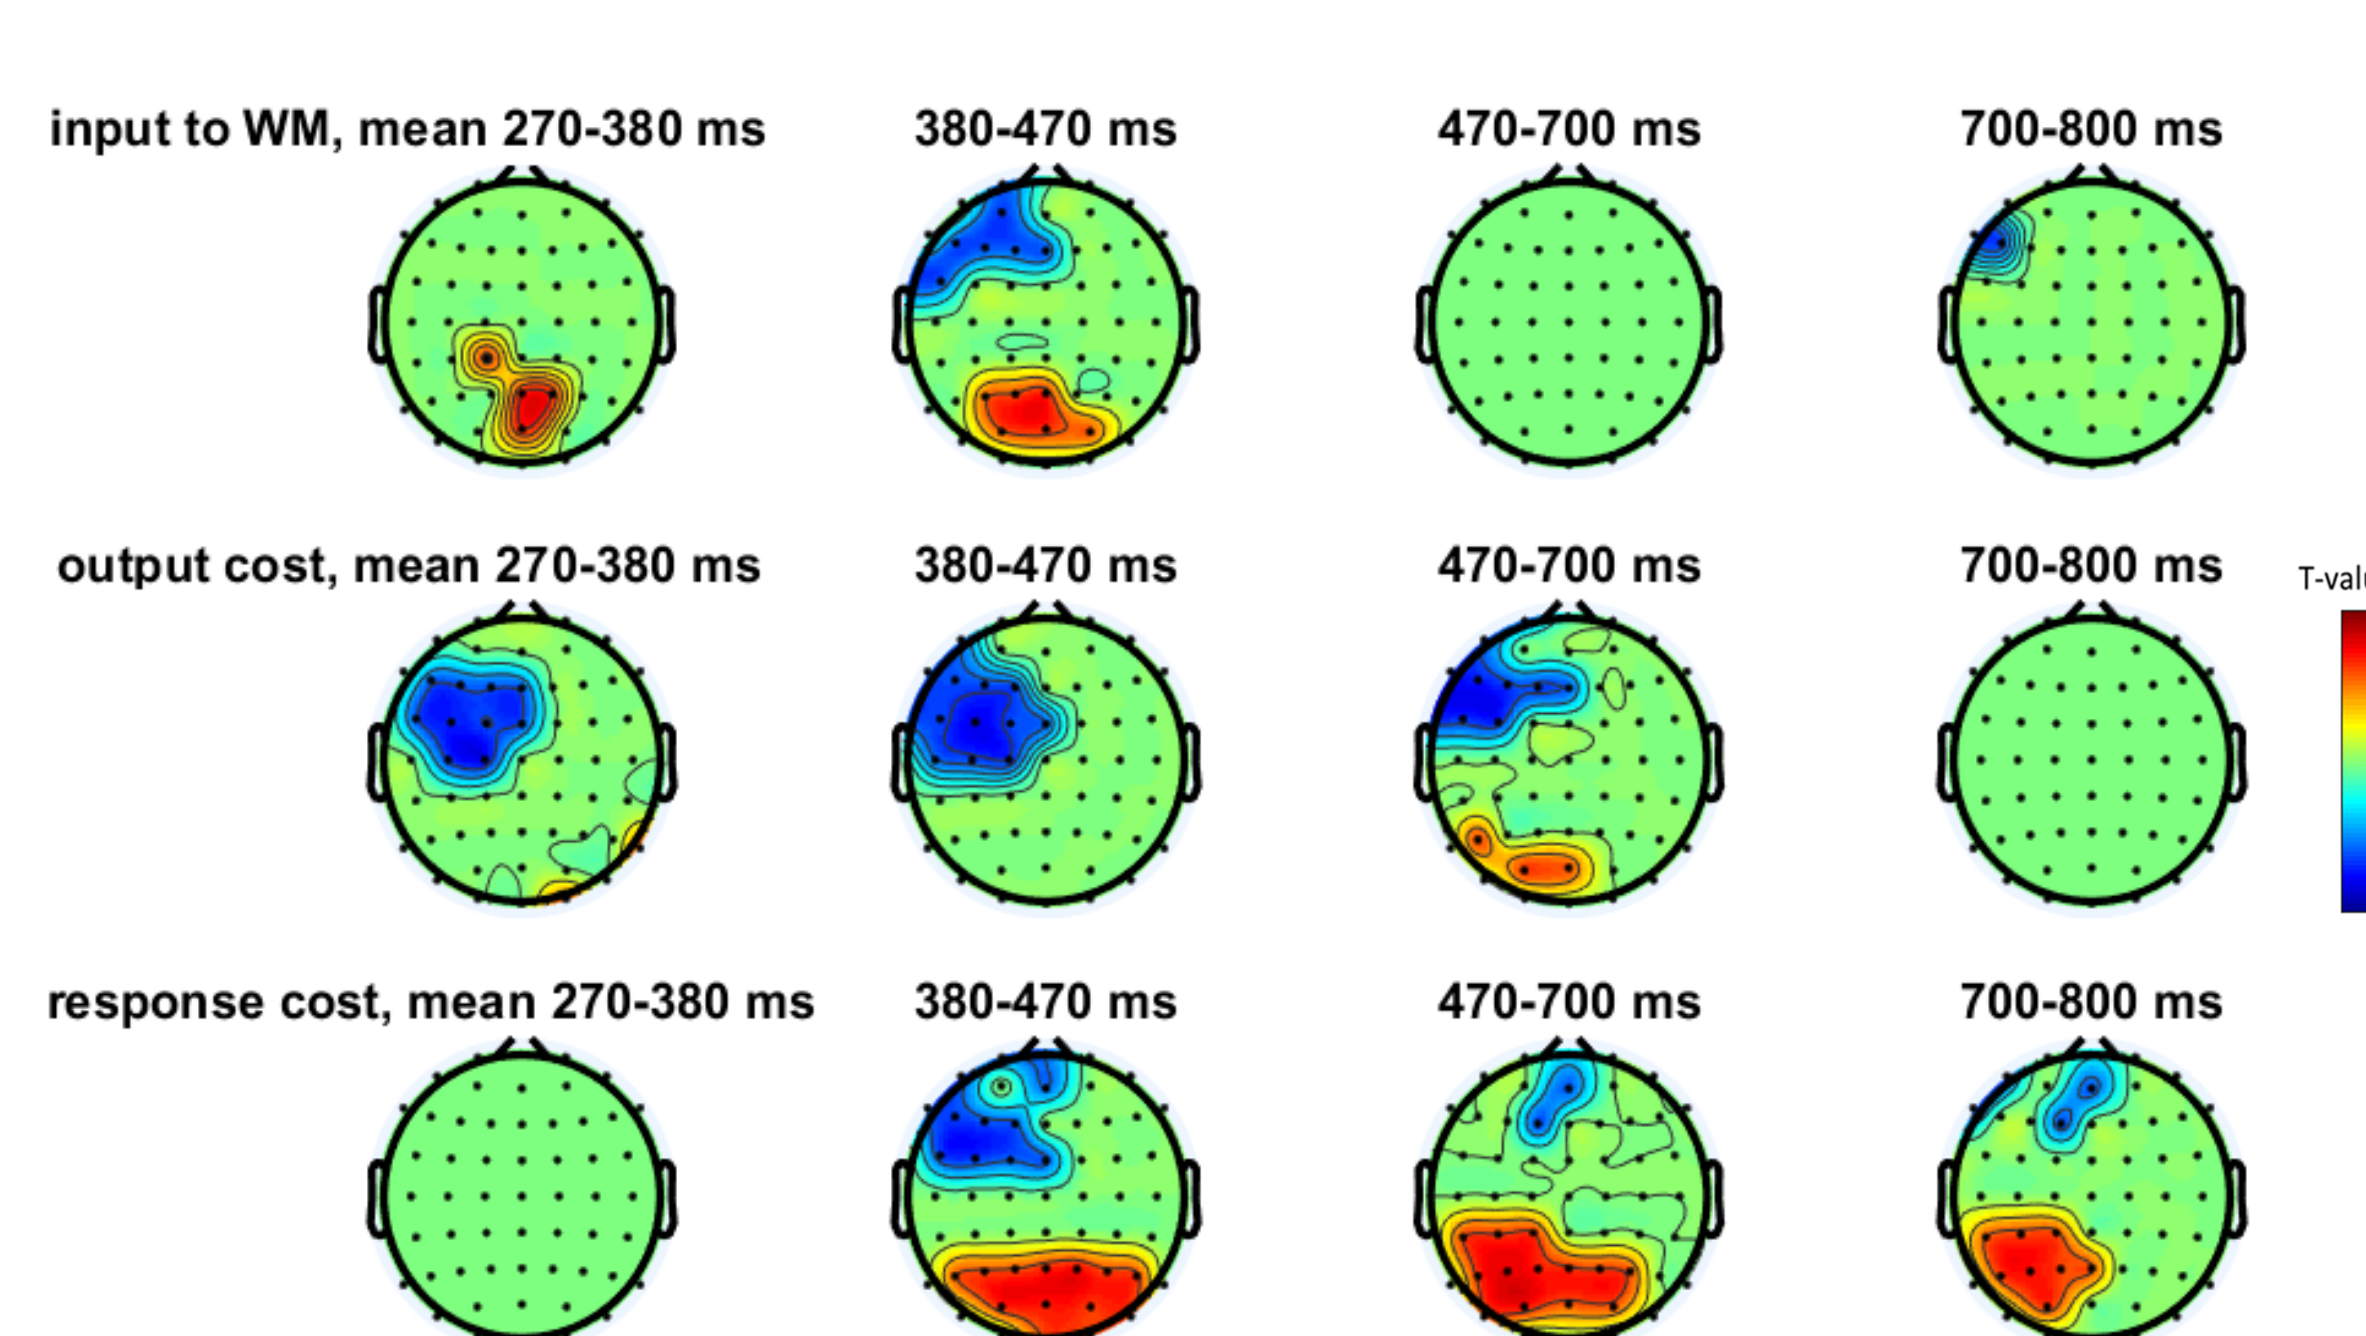 input to WM, mean 270-380 ms 380-470 ms 470-700 ms 700-800 ms
output cost, mean 270-380 ms 380-470 ms 470-700 ms 700-800 ms
T-valu
response cost, mean 270-380 ms 380-470 ms 470-700 ms 700-800 ms